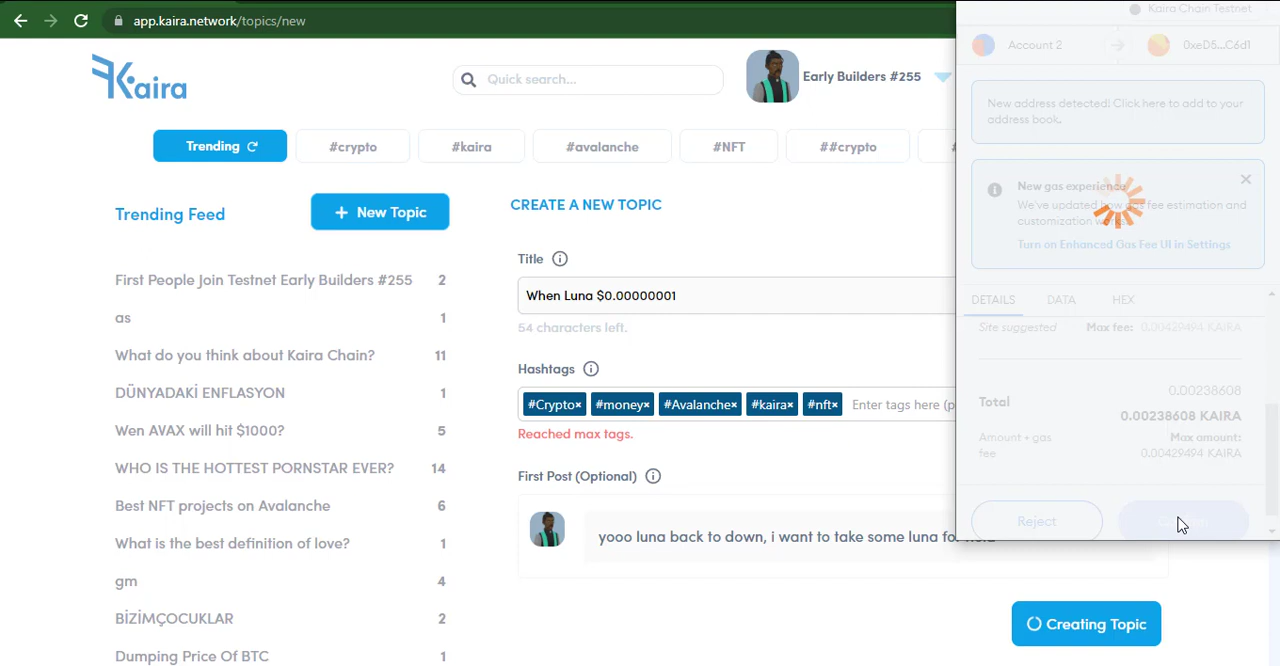 app.kaira.network/topics/new
Kaira
Quick search...
Early Builders #255
Trending
#crypto
#kaira
#avalanche
#NFT
##crypto
Trending Feed
+ New Topic
First People Join Testnet Early Builders #255 2
as 1
What do you think about Kaira Chain? 11
DÜNYADAKİ ENFLASYON 1
Wen AVAX will hit $1000? 5
WHO IS THE HOTTEST PORNSTAR EVER? 14
Best NFT projects on Avalanche 6
What is the best definition of love? 1
gm 4
BİZİMÇOCUKLAR 2
Dumping Price Of BTC 1
CREATE A NEW TOPIC
Title
When Luna $0.00000001
54 characters left.
Hashtags
#Crypto× #money× #Avalanche× #kaira× #nft× Enter tags here (p
Reached max tags.
First Post (Optional)
yooo luna back to down, i want to take some luna for
Creating Topic
Kaira Chain Testnet
Account 2
0xeD5...C6d1
New address detected! Click here to add to your
address book.
New gas experience
We've updated how gas fee estimation and
customization works.
Turn on Enhanced Gas Fee UI in Settings
DETAILS DATA HEX
Site suggested Max fee: 0.00429494 KAIRA
0.00238608
Total
0.00238608 KAIRA
Amount + gas
fee
Max amount:
0.00429494 KAIRA
Reject